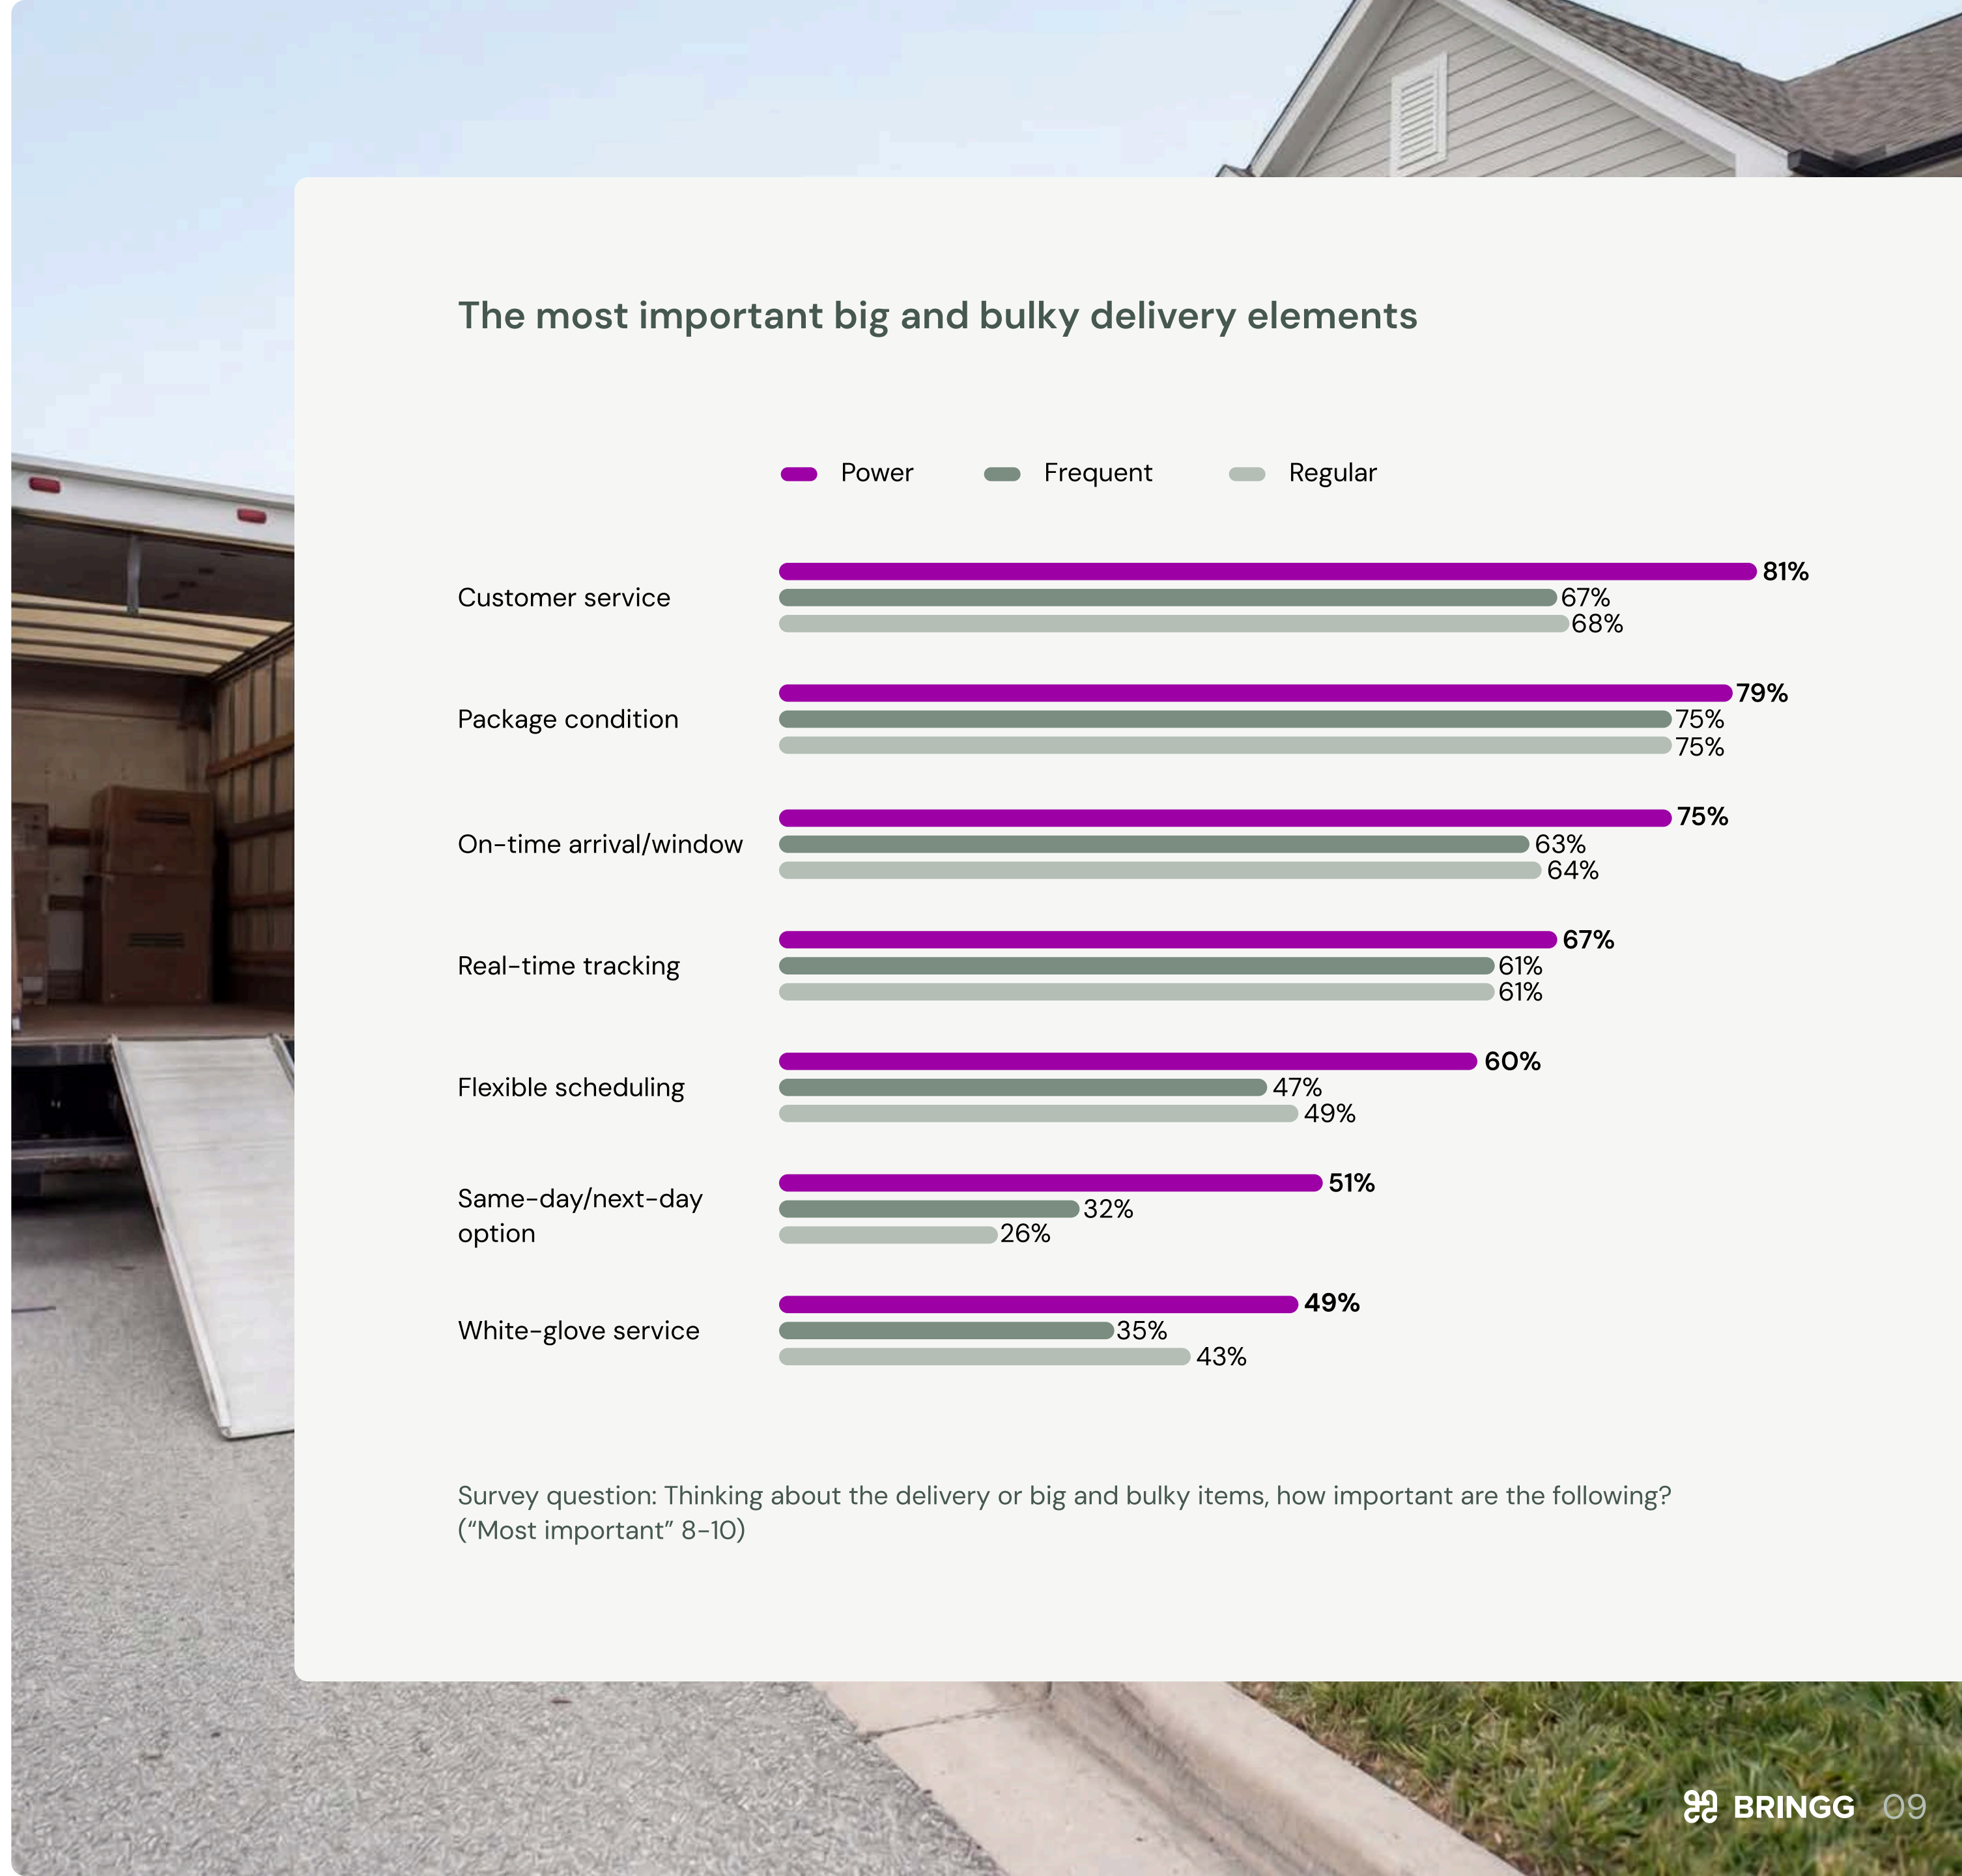 The most important big and bulky delivery elements
Power Frequent Regular
Customer service
81%
67%
68%
Package condition
79%
75%
75%
On-time arrival/window
75%
63%
64%
Real-time tracking
67%
61%
61%
Flexible scheduling
60%
47%
49%
Same-day/next-day
option
51%
32%
26%
White-glove service
49%
35%
43%
Survey question: Thinking about the delivery or big and bulky items, how important are the following?
(“Most important” 8-10)
BRINGG 09